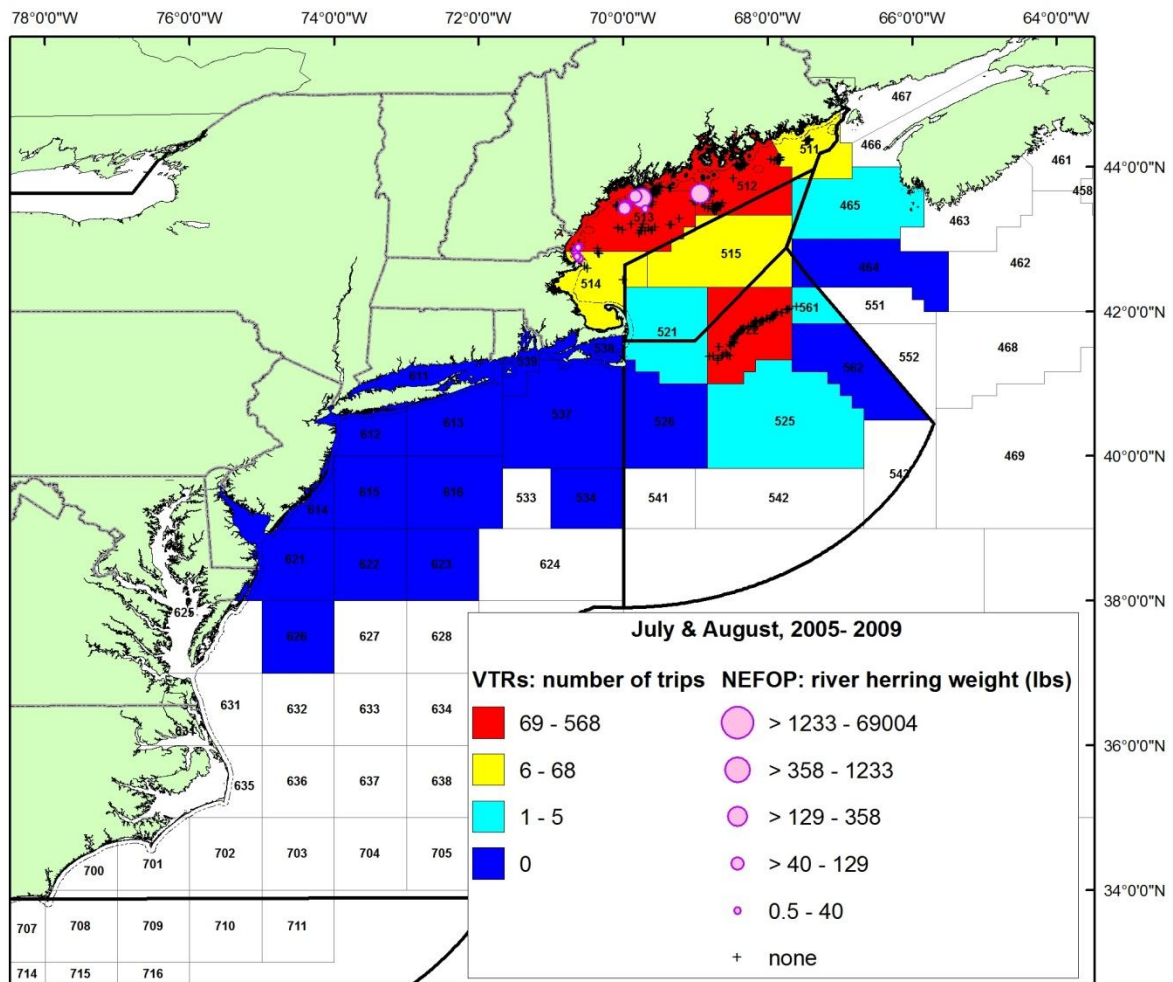 78°0'0"W 76°0'0"W 74°0'0"W 72°0'0"W 70°0'0"W 68°0'0"W 66°0'0"W 64°0'0"W
467
511 466 461
44°0'0"N
512 458
513 465 463
515 464 462
514
42°0'0"N
561 551
521 468
552
538 562
539
611
613 537 526 525
612
40°0'0"N
469
615 616 533 534 541 542 543
614
621 622 623 624
38°0'0"N
625
626 627 628
631 632 633 634
36°0'0"N
635 636 637 638
700 701 702 703 704 705
34°0'0"N
707 708 709 710 711
714 715 716
July & August, 2005- 2009
VTRs: number of trips NEFOP: river herring weight (lbs)
69 - 568 > 1233 - 69004
6 - 68 > 358 - 1233
1 - 5 > 129 - 358
0 > 40 - 129
0.5 - 40
none